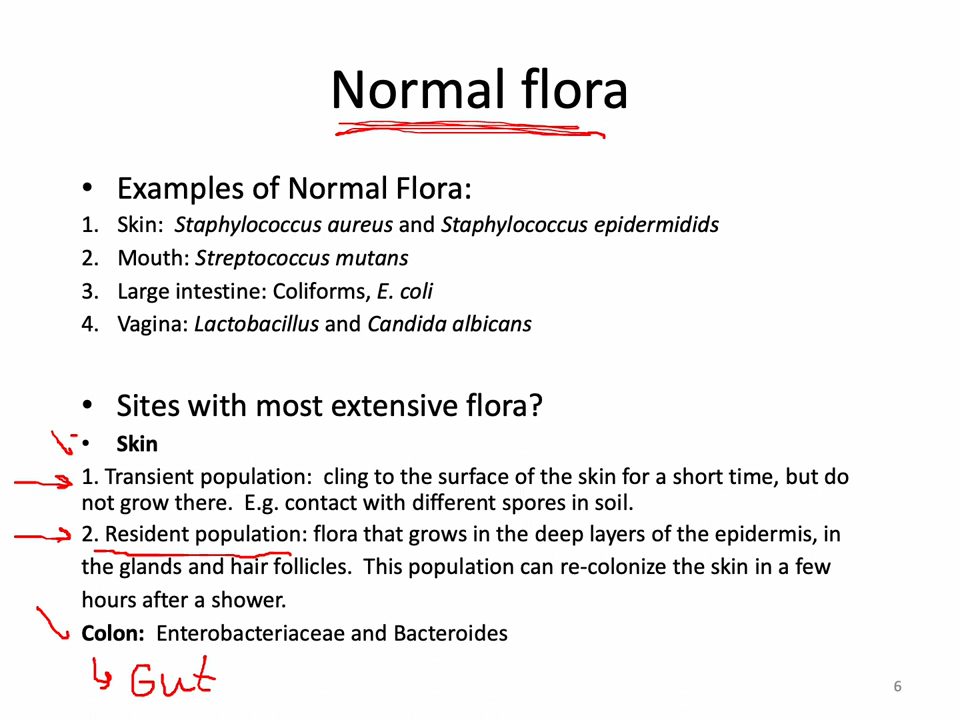 Normal flora
• Examples of Normal Flora:
1. Skin: Staphylococcus aureus and Staphylococcus epidermidids
2. Mouth: Streptococcus mutans
3. Large intestine: Coliforms, E. coli
4. Vagina: Lactobacillus and Candida albicans
• Sites with most extensive flora?
• Skin
1. Transient population: cling to the surface of the skin for a short time, but do
not grow there. E.g. contact with different spores in soil.
2. Resident population: flora that grows in the deep layers of the epidermis, in
the glands and hair follicles. This population can re-colonize the skin in a few
hours after a shower.
Colon: Enterobacteriaceae and Bacteroides
Gut
6